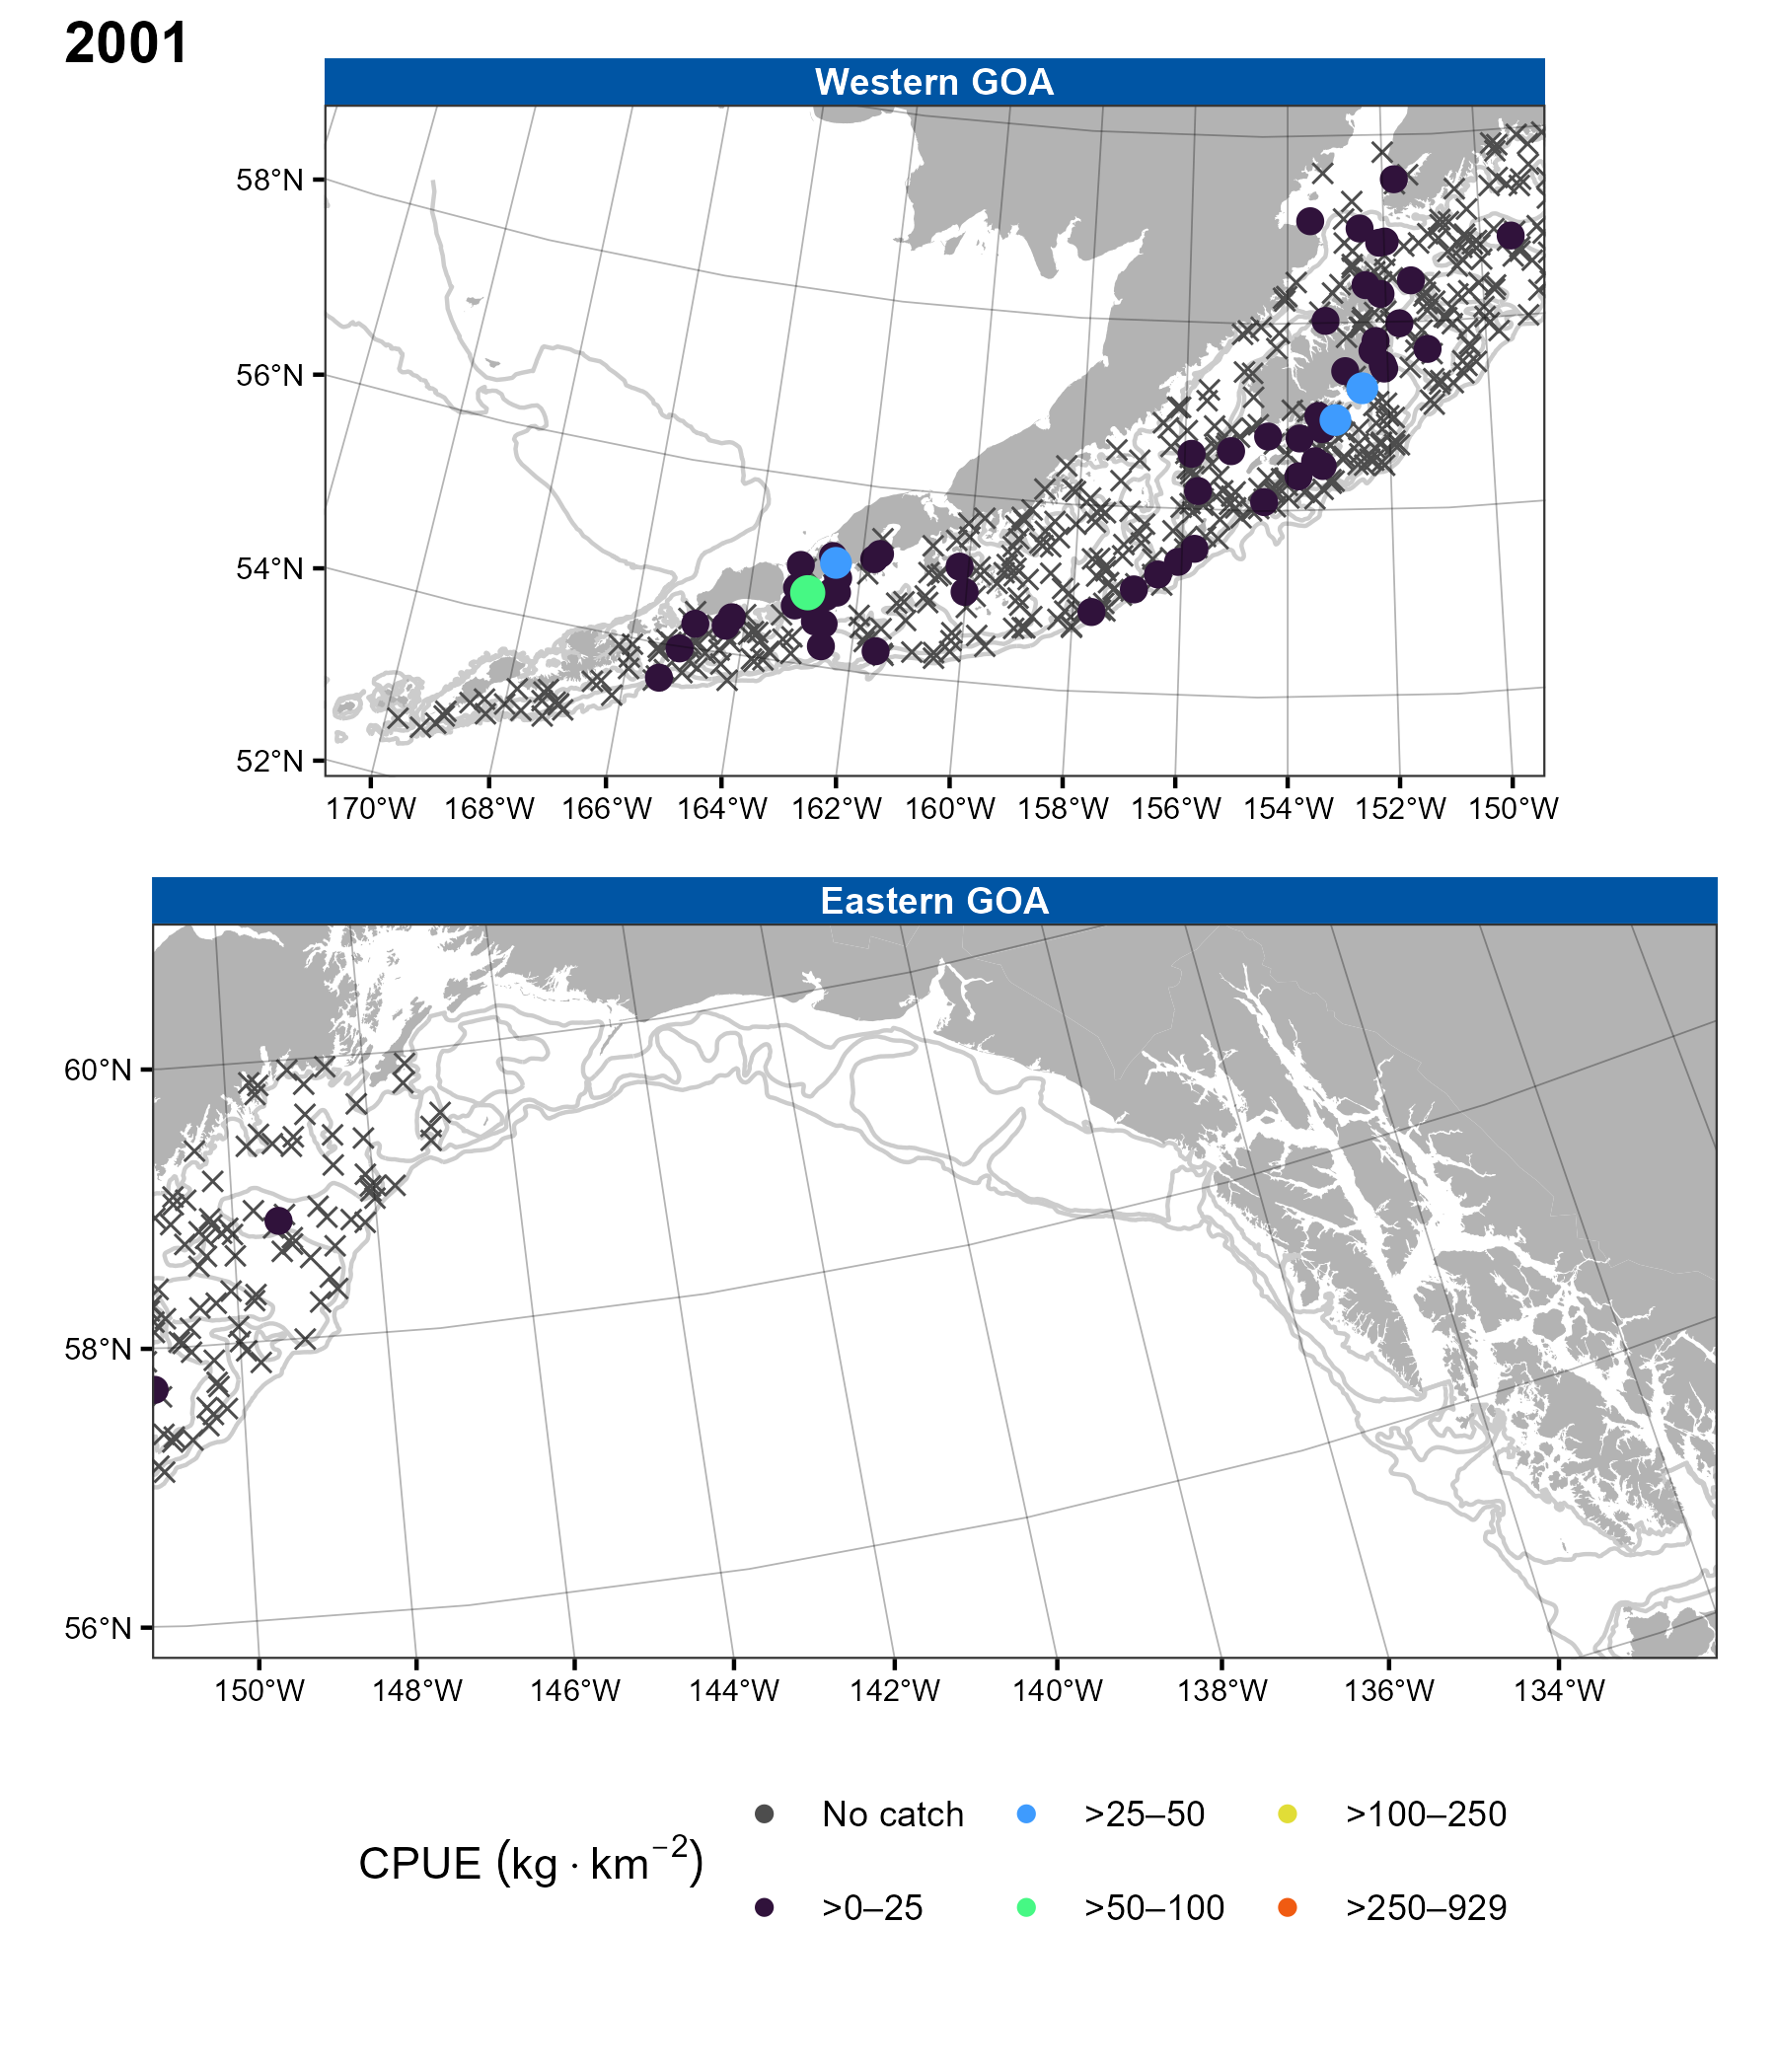 2001
Western GOA
58°N
56°N
54°N
52°N
170°W 168°W 166°W 164°W 162°W 160°W 158°W 156°W 154°W 152°W 150°W
Eastern GOA
60°N
58°N
56°N
150°W 148°W 146°W 144°W 142°W 140°W 138°W 136°W 134°W
CPUE (kg · km⁻²)
No catch >25–50 >100–250
>0–25 >50–100 >250–929